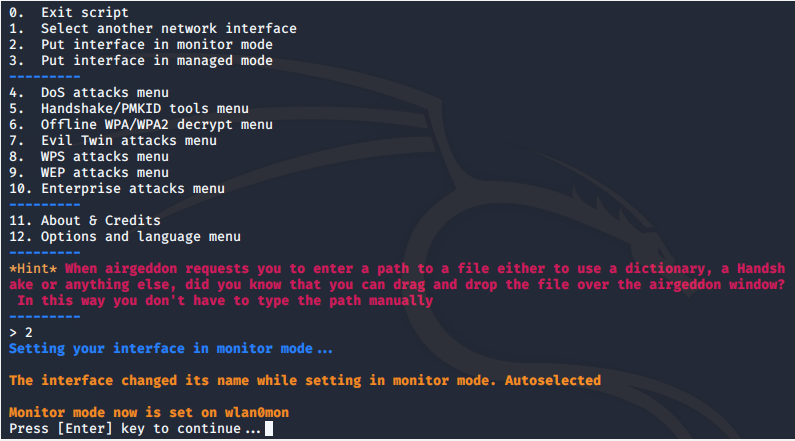 0.  Exit script
1.  Select another network interface
2.  Put interface in monitor mode
3.  Put interface in managed mode
---------
4.  DoS attacks menu
5.  Handshake/PMKID tools menu
6.  Offline WPA/WPA2 decrypt menu
7.  Evil Twin attacks menu
8.  WPS attacks menu
9.  WEP attacks menu
10. Enterprise attacks menu
---------
11. About & Credits
12. Options and language menu
---------
*Hint* When airgeddon requests you to enter a path to a file either to use a dictionary, a Handsh
ake or anything else, did you know that you can drag and drop the file over the airgeddon window?
 In this way you don't have to type the path manually
---------
> 2
Setting your interface in monitor mode...
The interface changed its name while setting in monitor mode. Autoselected
Monitor mode now is set on wlan0mon
Press [Enter] key to continue...